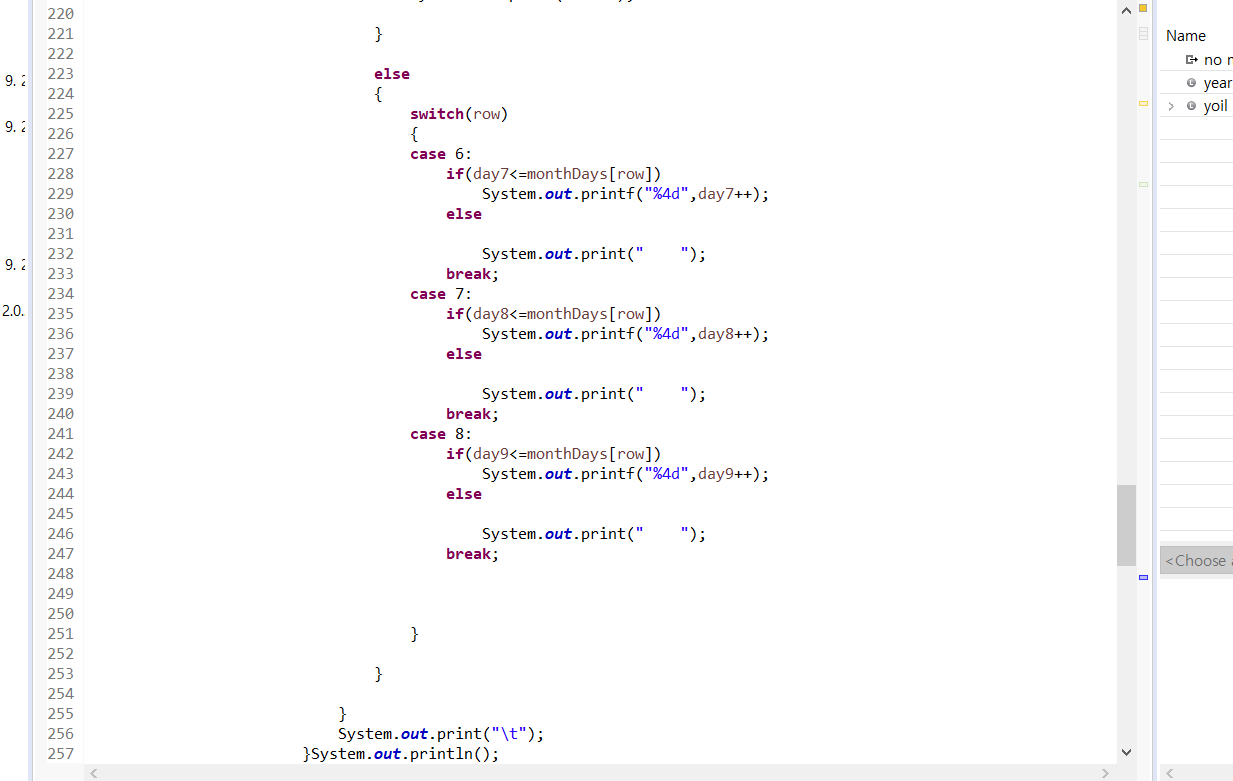 220
221 }
222
223 else
224 {
225 switch(row)
226 {
227 case 6:
228 if(day7<=monthDays[row])
229 System.out.printf("%4d",day7++);
230 else
231
232 System.out.print("    ");
233 break;
234 case 7:
235 if(day8<=monthDays[row])
236 System.out.printf("%4d",day8++);
237 else
238
239 System.out.print("    ");
240 break;
241 case 8:
242 if(day9<=monthDays[row])
243 System.out.printf("%4d",day9++);
244 else
245
246 System.out.print("    ");
247 break;
248
249
250
251 }
252
253 }
254
255 }
256 System.out.print("\t");
257 }System.out.println();
9. 2
9. 2
9. 2
2.0.
Name
no
year
yoil
<Choose